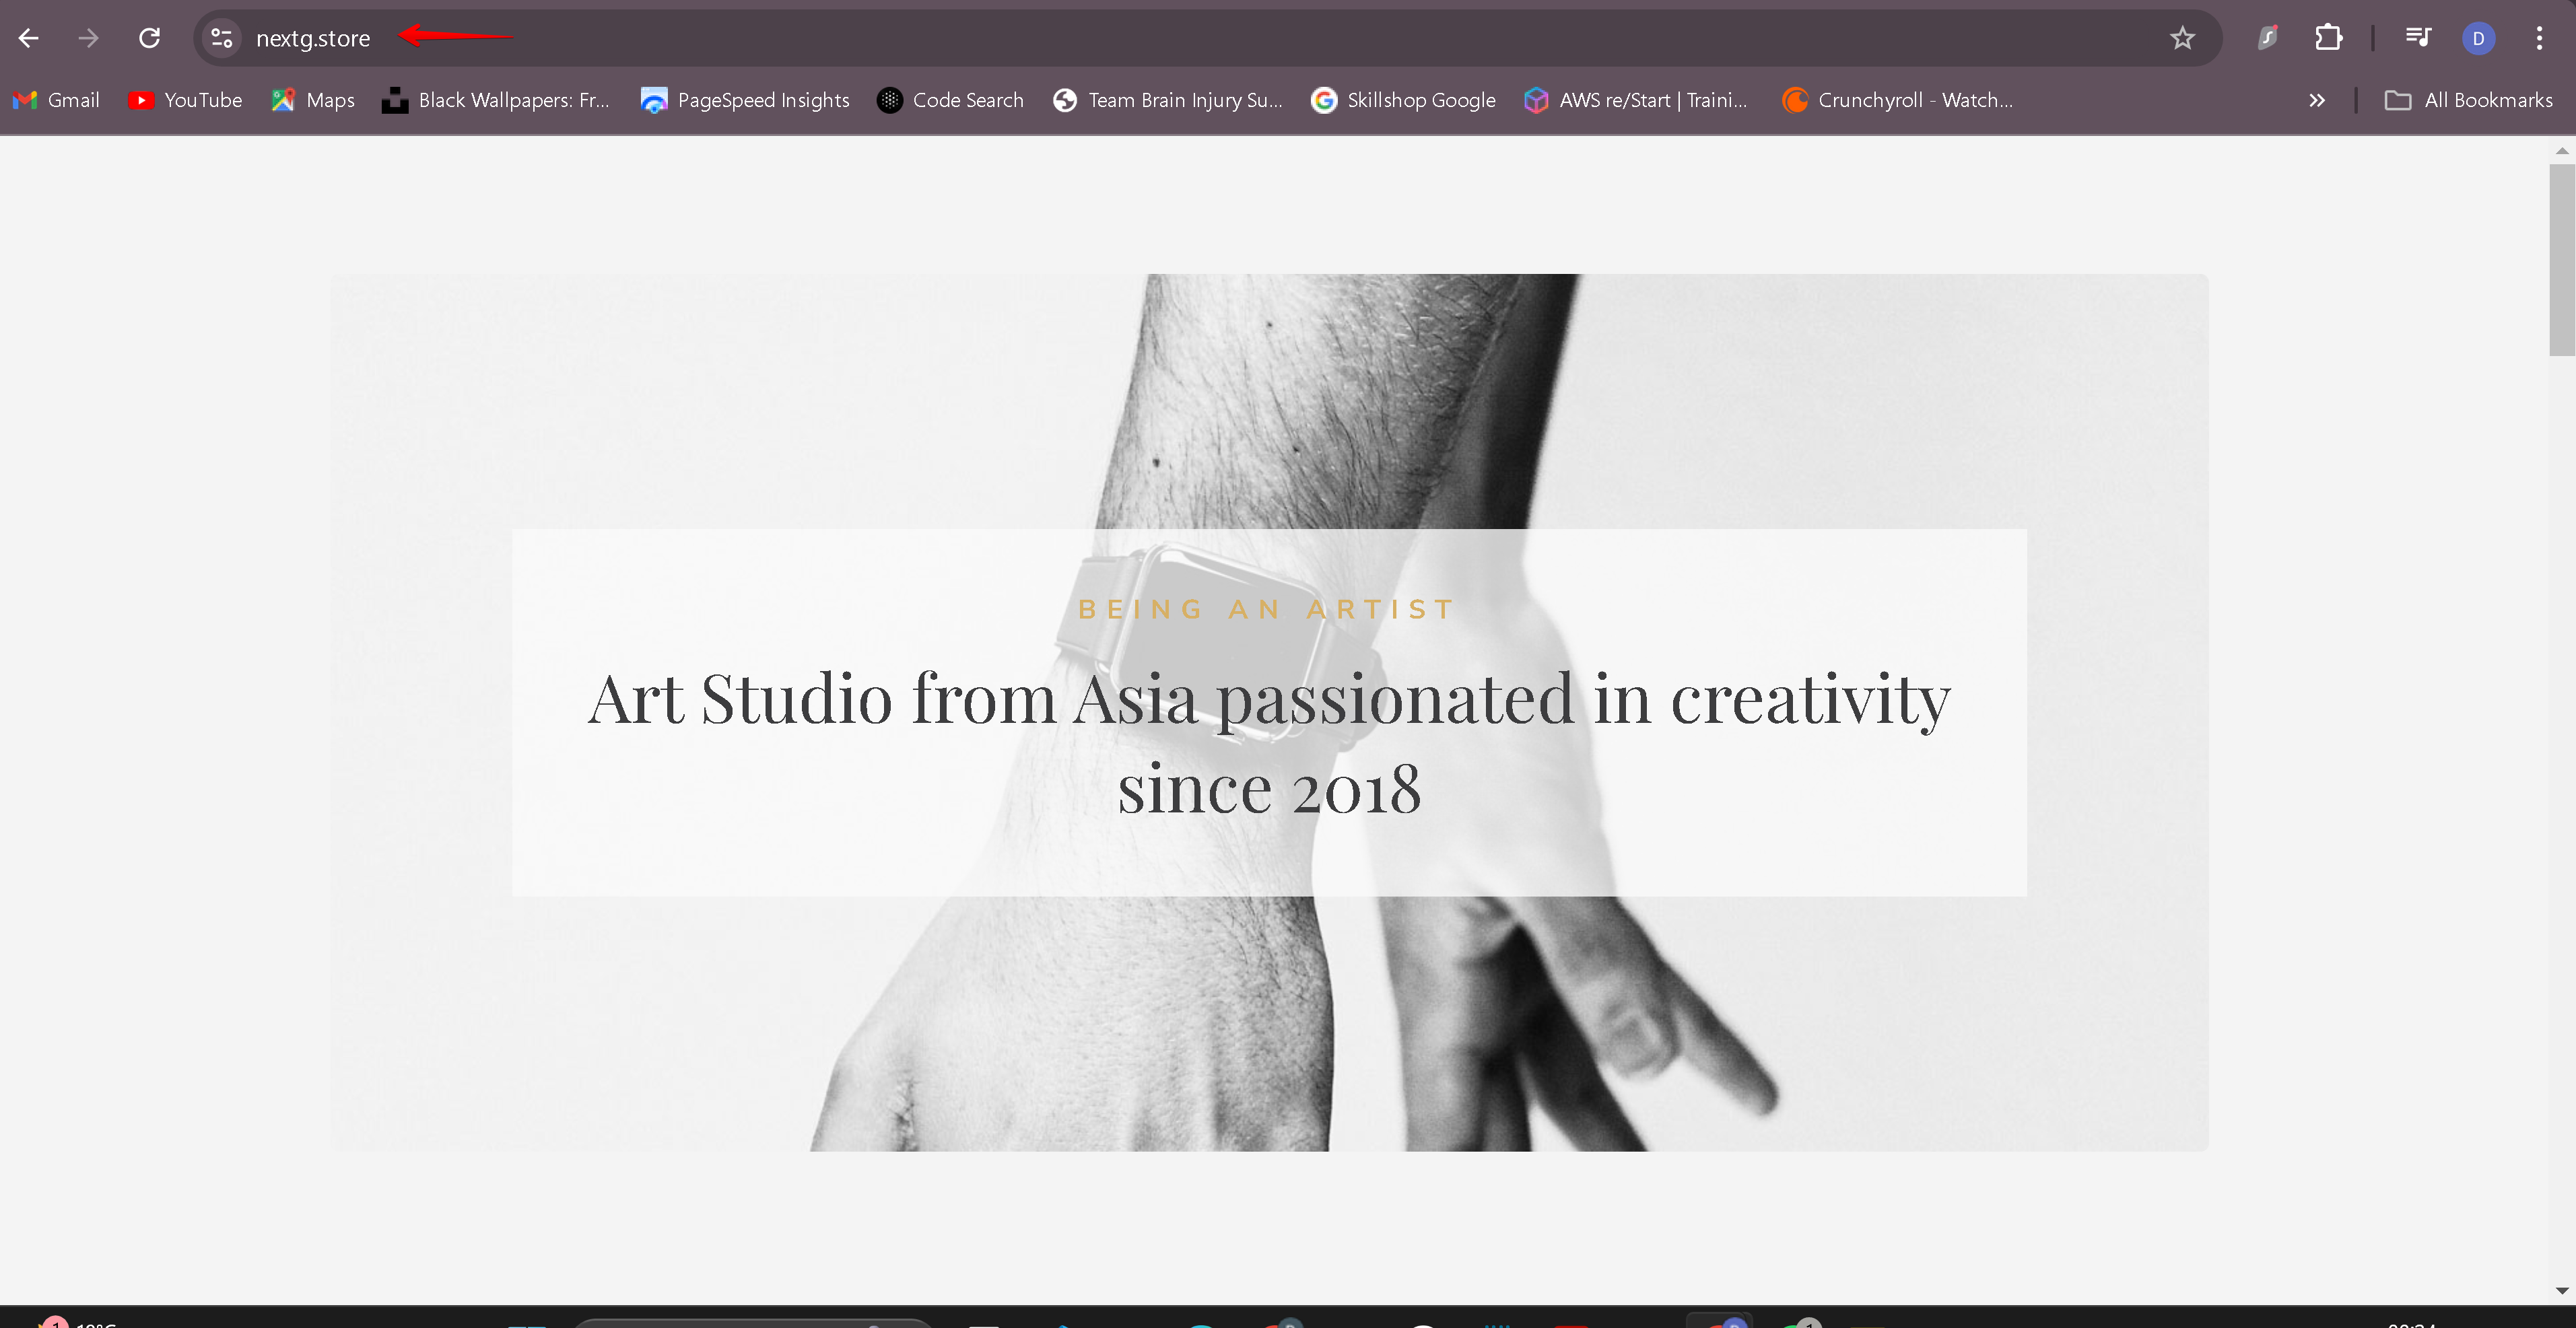 nextg.store
D
Gmail
YouTube
Maps
Black Wallpapers: Fr...
PageSpeed Insights
Code Search
Team Brain Injury Su...
Skillshop Google
AWS re/Start | Traini...
Crunchyroll - Watch...
All Bookmarks
BEING AN ARTIST
Art Studio from Asia passionated in creativity
since 2018